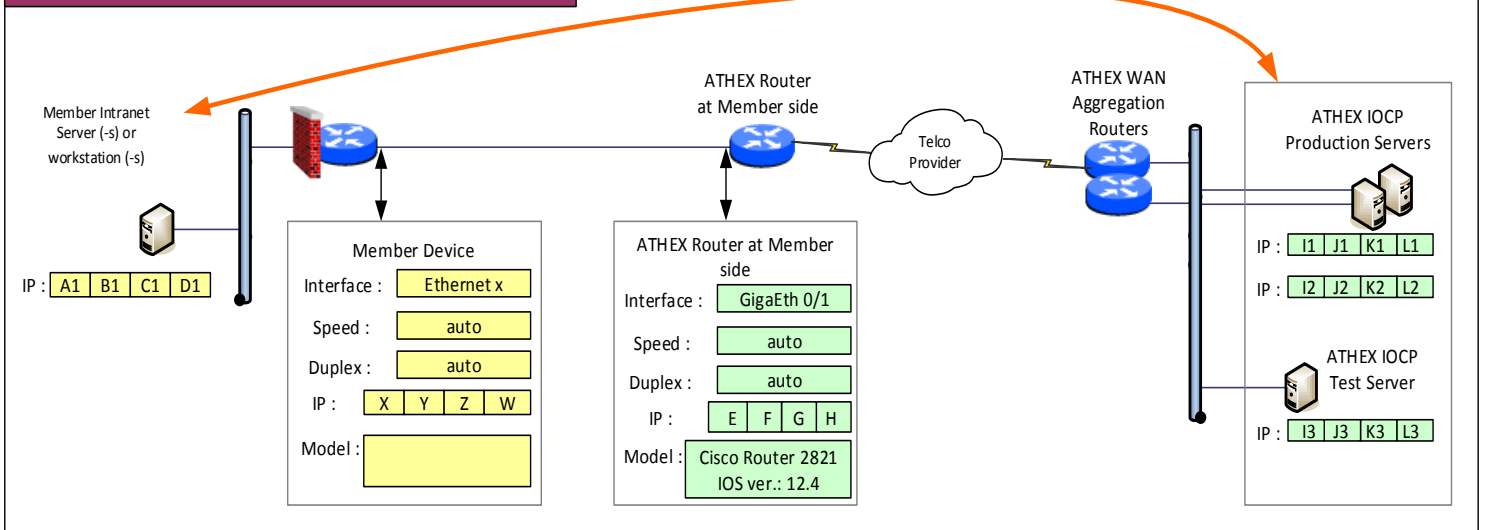 Member Intranet
Server (-s) or
workstation (-s)
IP : A1 B1 C1 D1
Member Device
Interface : Ethernet x
Speed : auto
Duplex : auto
IP : X Y Z W
Model :
ATHEX Router
at Member side
ATHEX Router at Member
side
Interface : GigaEth 0/1
Speed : auto
Duplex : auto
IP : E F G H
Model : Cisco Router 2821
IOS ver.: 12.4
Telco
Provider
ATHEX WAN
Aggregation
Routers
ATHEX IOCP
Production Servers
IP : I1 J1 K1 L1
IP : I2 J2 K2 L2
ATHEX IOCP
Test Server
IP : I3 J3 K3 L3